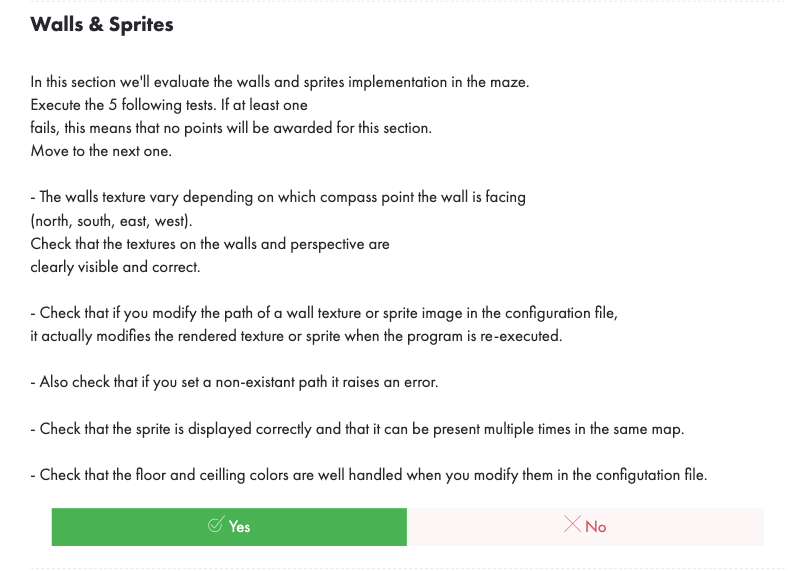 Walls & Sprites
In this section we'll evaluate the walls and sprites implementation in the maze.
Execute the 5 following tests. If at least one
fails, this means that no points will be awarded for this section.
Move to the next one.
- The walls texture vary depending on which compass point the wall is facing
(north, south, east, west).
Check that the textures on the walls and perspective are
clearly visible and correct.
- Check that if you modify the path of a wall texture or sprite image in the configuration file,
it actually modifies the rendered texture or sprite when the program is re-executed.
- Also check that if you set a non-existant path it raises an error.
- Check that the sprite is displayed correctly and that it can be present multiple times in the same map.
- Check that the floor and ceilling colors are well handled when you modify them in the configutation file.
Yes
No